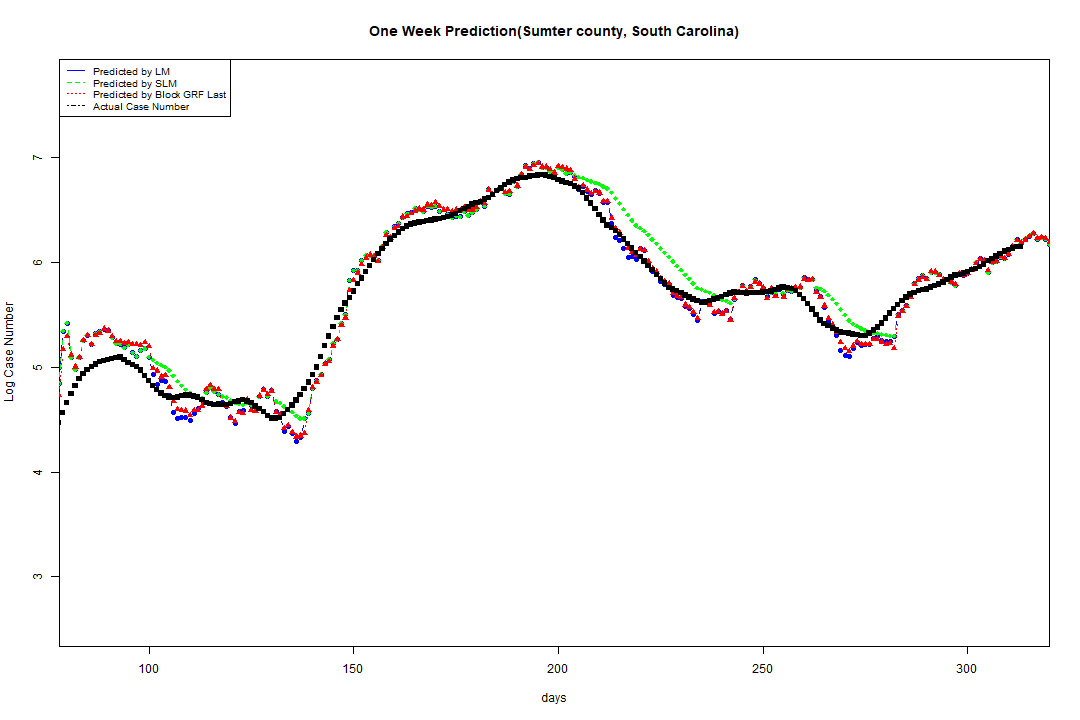 One Week Prediction(Sumter county, South Carolina)
Predicted by LM
Predicted by SLM
Predicted by Block GRF Last
Actual Case Number
Log Case Number
7
6
5
4
3
100 150 200 250 300
days